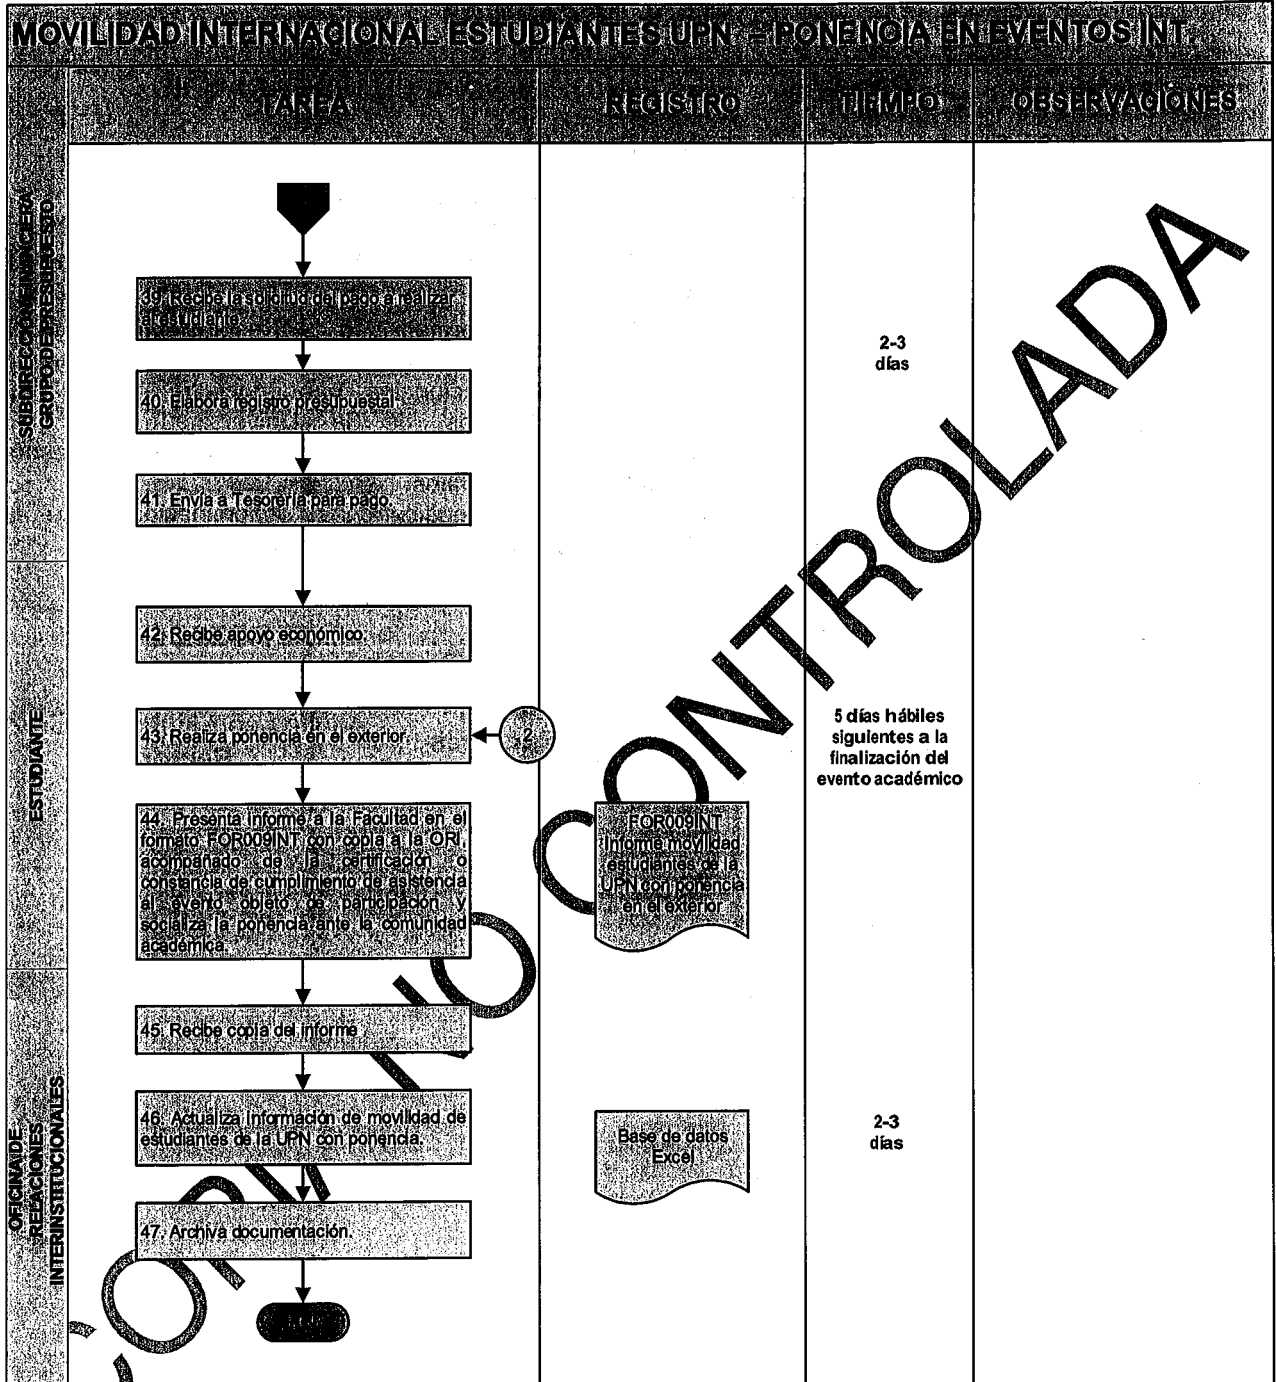 MOVILIDAD INTERNACIONAL ESTUDIANTES UPN - PONENCIA EN EVENTOS INT.
TAREA
REGISTRO
TIEMPO
OBSERVACIONES
SUBDIRECCION FINANCIERA
GRUPO DE PRESUPUESTO
39. Recibe la solicitud del pago a realizar
al estudiante.
2-3
días
40. Elabora registro presupuestal.
41. Envía a Tesorería para pago.
ESTUDIANTE
42. Recibe apoyo económico.
43. Realiza ponencia en el exterior.
2
5 días hábiles
siguientes a la
finalización del
evento académico
44. Presenta informe a la Facultad en el
formato FOR009INT con copia a la ORI,
acompañado de la certificación o
constancia de cumplimiento de asistencia
al evento objeto de participación y
socializa la ponencia ante la comunidad
académica.
FOR009INT
Informe movilidad
estudiantes de la
UPN con ponencia
en el exterior
OFICINA DE
RELACIONES
INTERINSTITUCIONALES
45. Recibe copia del informe
46. Actualiza información de movilidad de
estudiantes de la UPN con ponencia.
Base de datos
Excel
2-3
días
47. Archiva documentación.
COPIA NO CONTROLADA